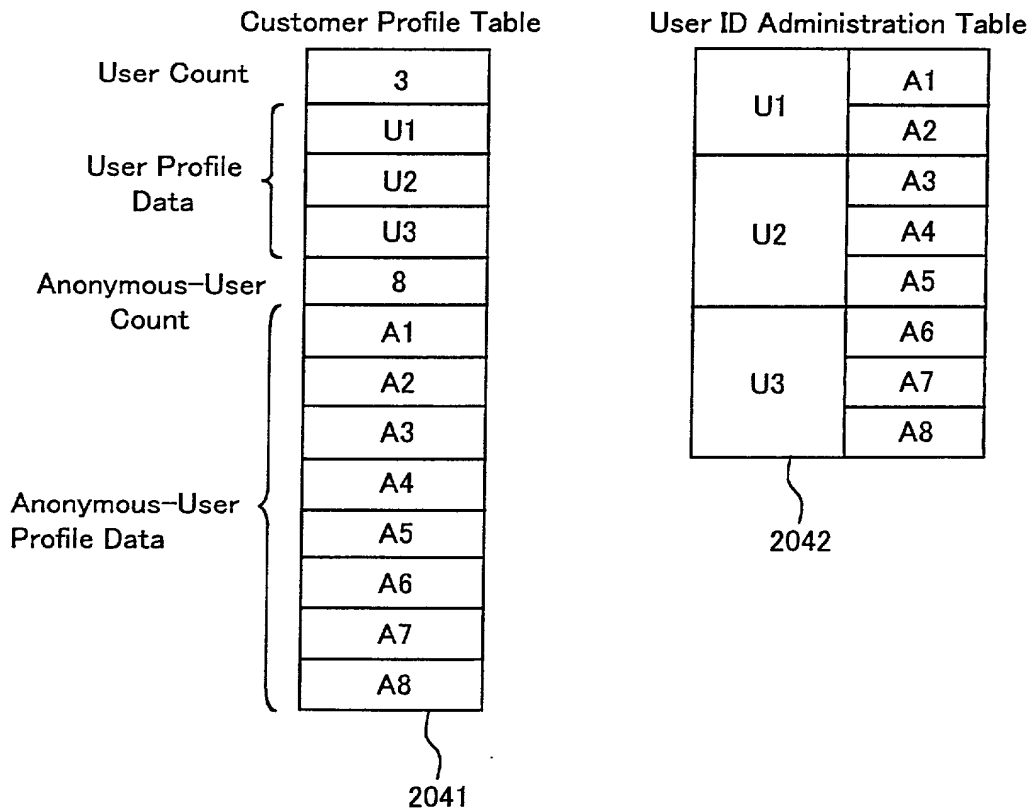 Customer Profile Table
User Count
3
User Profile
Data
U1
U2
U3
Anonymous-User
Count
8
Anonymous-User
Profile Data
A1
A2
A3
A4
A5
A6
A7
A8
2041
User ID Administration Table
U1
A1
A2
U2
A3
A4
A5
U3
A6
A7
A8
2042